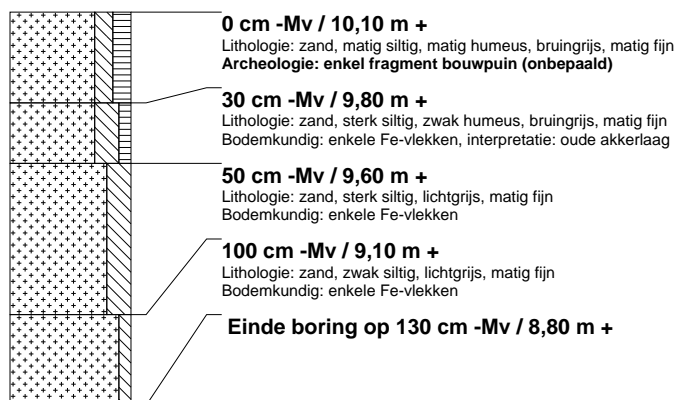 0 cm -Mv / 10,10 m +
Lithologie: zand, matig siltig, matig humeus, bruingrijs, matig fijn
Archeologie: enkel fragment bouwpuin (onbepaald)
30 cm -Mv / 9,80 m +
Lithologie: zand, sterk siltig, zwak humeus, bruingrijs, matig fijn
Bodemkundig: enkele Fe-vlekken, interpretatie: oude akkerlaag
50 cm -Mv / 9,60 m +
Lithologie: zand, sterk siltig, lichtgrijs, matig fijn
Bodemkundig: enkele Fe-vlekken
100 cm -Mv / 9,10 m +
Lithologie: zand, zwak siltig, lichtgrijs, matig fijn
Bodemkundig: enkele Fe-vlekken
Einde boring op 130 cm -Mv / 8,80 m +